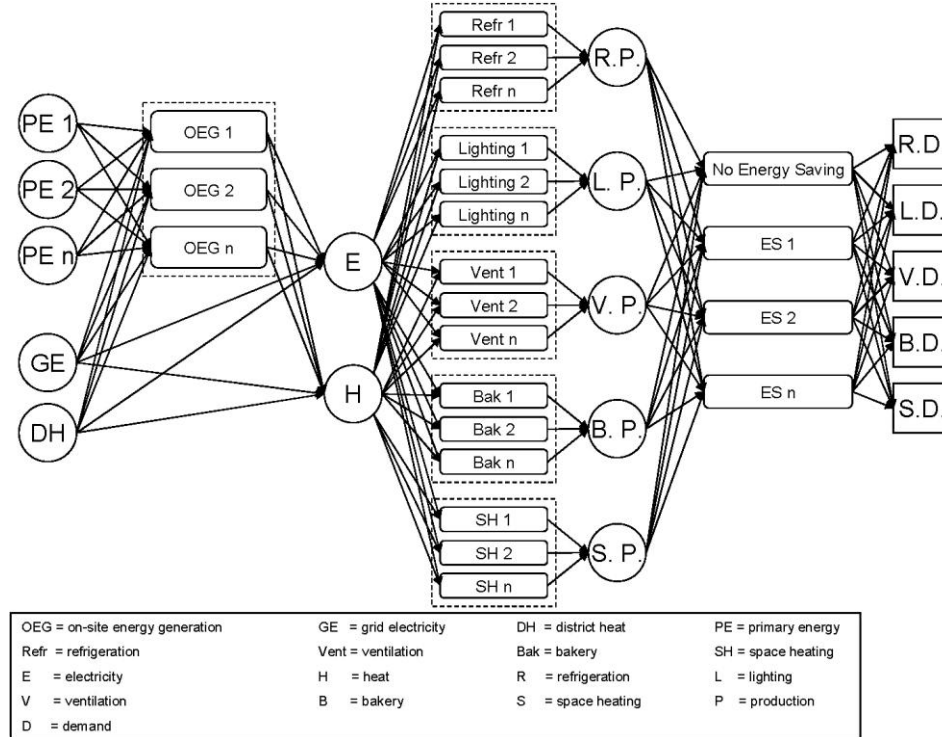 PE 1
PE 2
PE n
GE
DH
OEG 1
OEG 2
OEG n
E
H
Refr 1
Refr 2
Refr n
Lighting 1
Lighting 2
Lighting n
Vent 1
Vent 2
Vent n
Bak 1
Bak 2
Bak n
SH 1
SH 2
SH n
R.P.
L. P.
V. P.
B. P.
S. P.
No Energy Saving
ES 1
ES 2
ES n
R.D.
L.D.
V.D.
B.D.
S.D.
OEG = on-site energy generation GE = grid electricity DH = district heat PE = primary energy
Refr = refrigeration Vent = ventilation Bak = bakery SH = space heating
E = electricity H = heat R = refrigeration L = lighting
V = ventilation B = bakery S = space heating P = production
D = demand